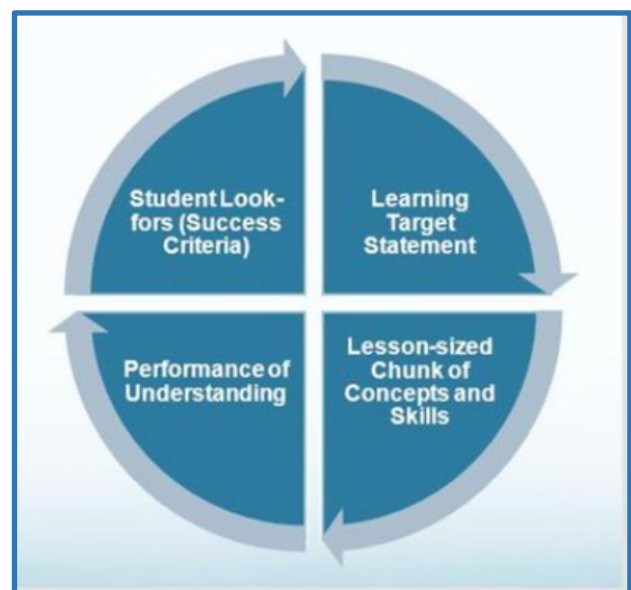 Student Look-
fors (Success
Criteria)
Learning
Target
Statement
Performance of
Understanding
Lesson-sized
Chunk of
Concepts and
Skills